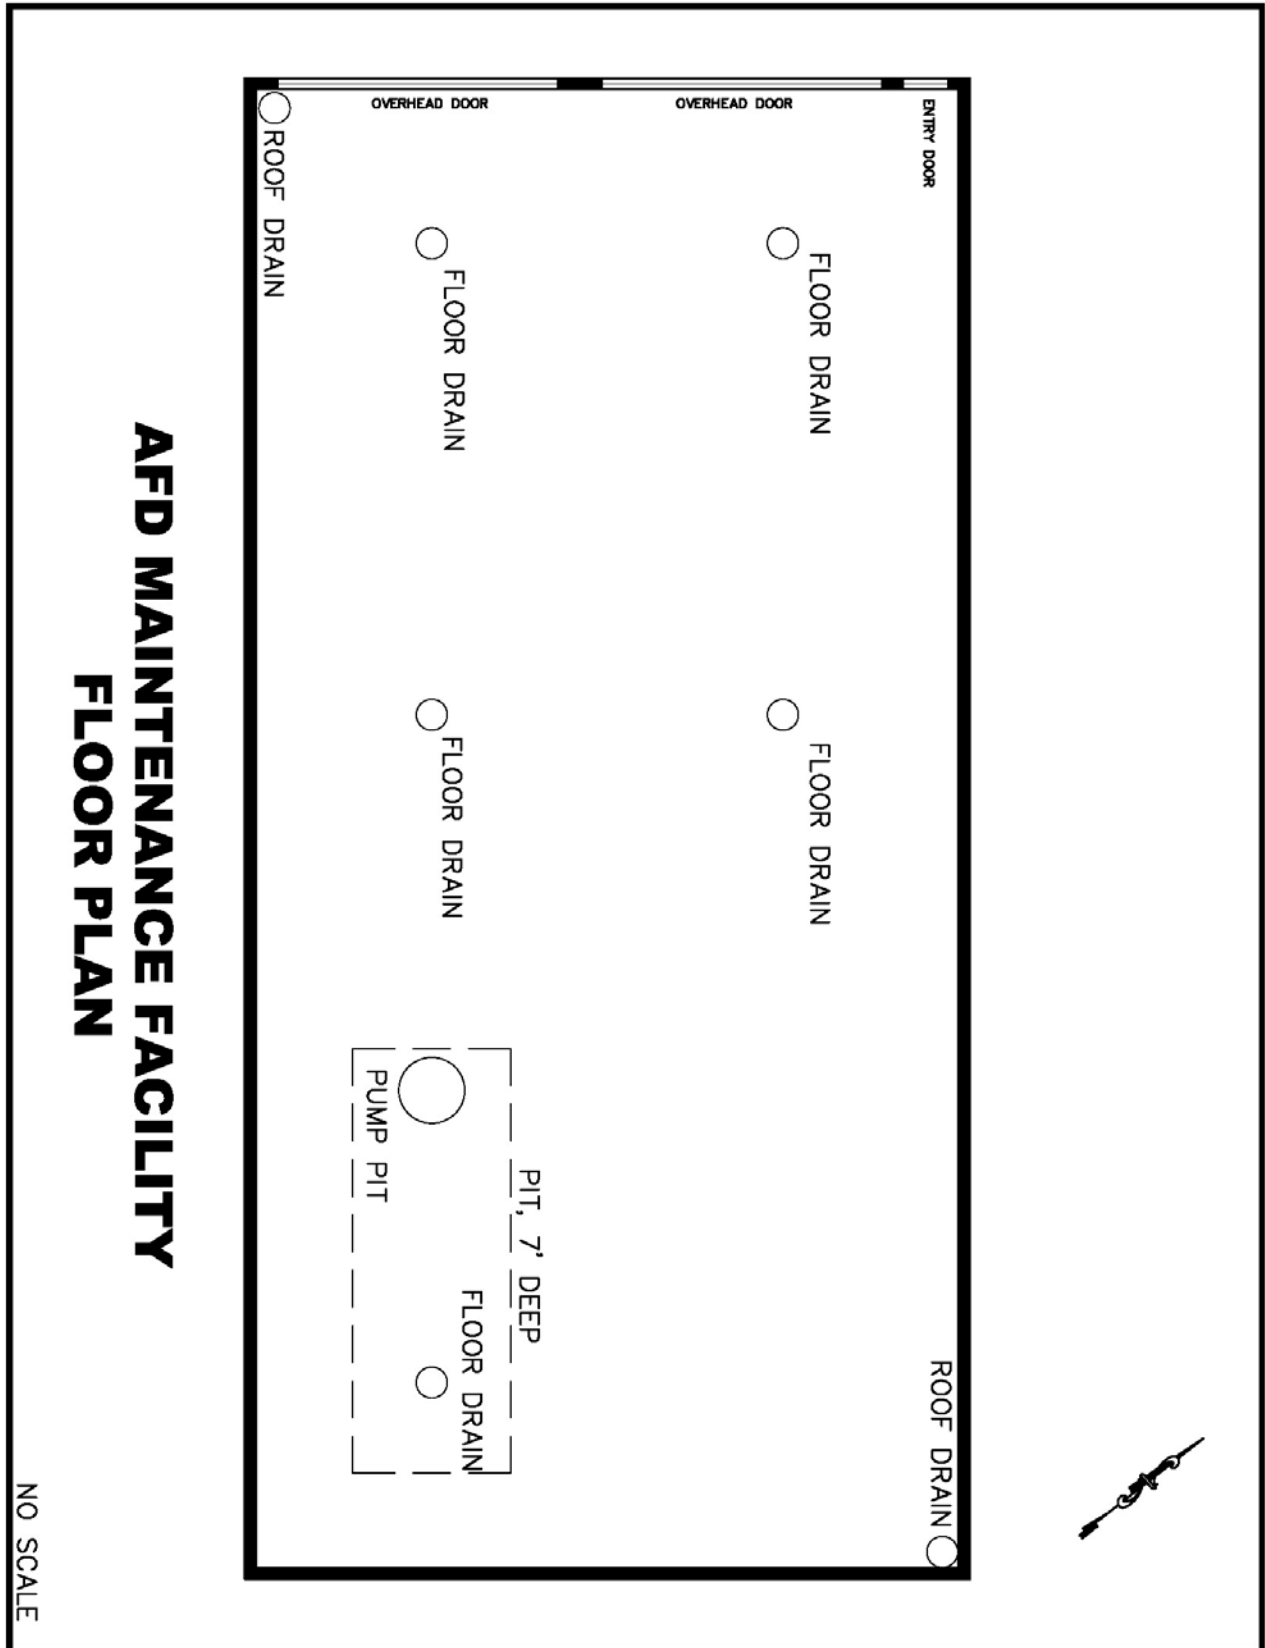 OVERHEAD DOOR
OVERHEAD DOOR
ENTRY DOOR
ROOF DRAIN
FLOOR DRAIN
FLOOR DRAIN
FLOOR DRAIN
FLOOR DRAIN
PUMP PIT
PIT, 7' DEEP
FLOOR DRAIN
ROOF DRAIN
AFD MAINTENANCE FACILITY
FLOOR PLAN
NO SCALE